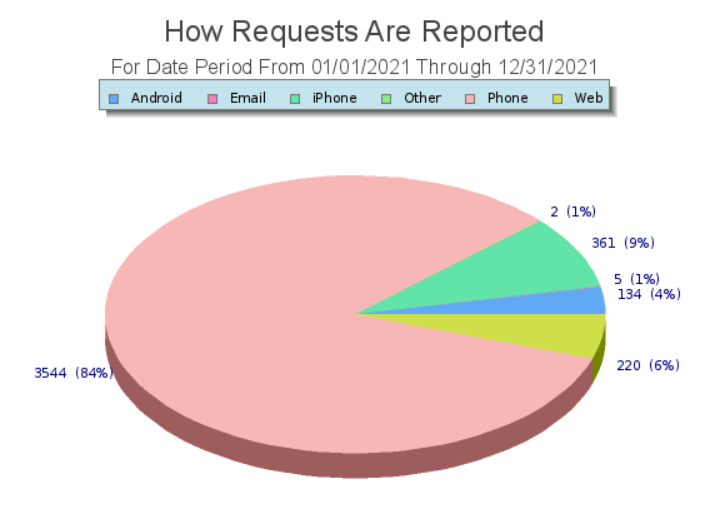 How Requests Are Reported
For Date Period From 01/01/2021 Through 12/31/2021
Android Email iPhone Other Phone Web
2 (1%)
361 (9%)
5 (1%)
134 (4%)
220 (6%)
3544 (84%)